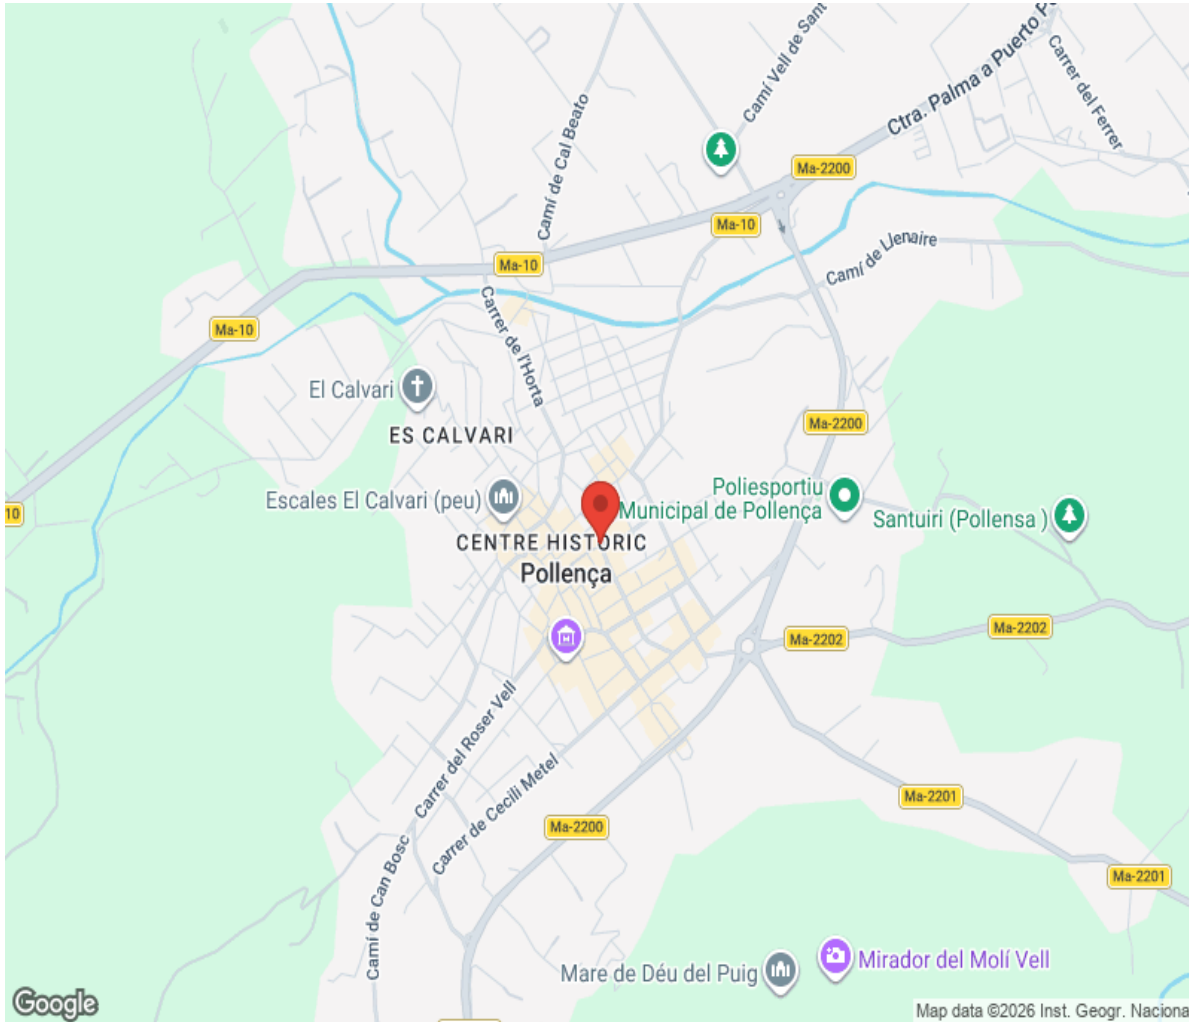 Camí Vell de Sant
Ctra. Palma a Puerto
Carrer del Ferrer
Camí de Cal Beato
Ma-2200
Ma-10
Camí de Llenaire
Ma-10
Ma-10
Carrer de l'Horta
El Calvari
ES CALVARI
Ma-2200
Escales El Calvari (peu)
Poliesportiu
Municipal de Pollença
Santuiri (Pollensa )
10
CENTRE HISTÒRIC
Pollença
Ma-2202
Ma-2202
Carrer del Roser Vell
Carrer de Cecili Metel
Ma-2201
Ma-2200
Ma-2201
Camí de Can Bosc
Mare de Déu del Puig
Mirador del Molí Vell
Google
Map data ©2026 Inst. Geogr. Naciona